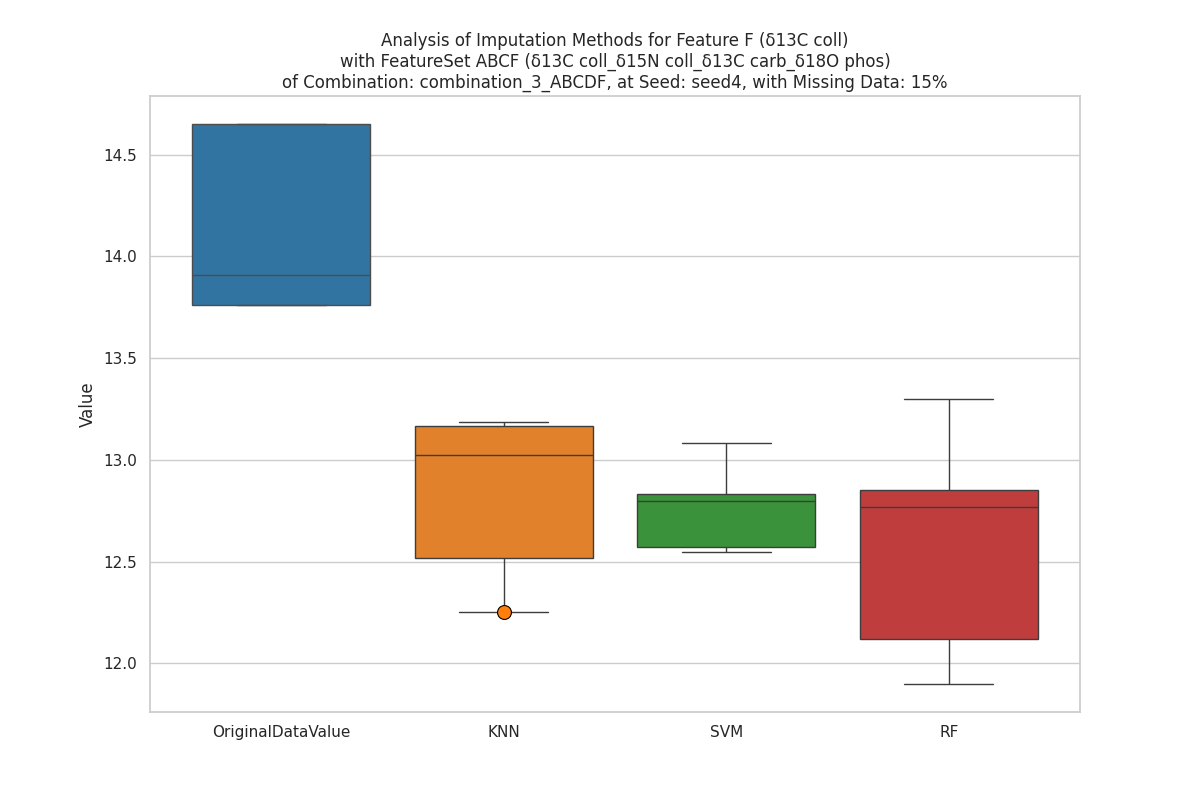 Analysis of Imputation Methods for Feature F (δ13C coll)
with FeatureSet ABCF (δ13C coll_δ15N coll_δ13C carb_δ18O phos)
of Combination: combination_3_ABCDF, at Seed: seed4, with Missing Data: 15%
14.5
14.0
13.5
13.0
12.5
12.0
Value
OriginalDataValue
KNN
SVM
RF